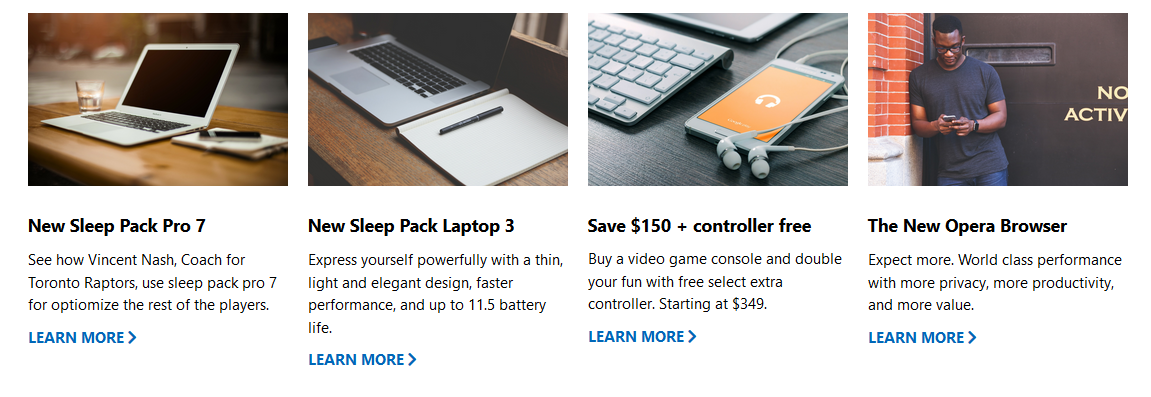 NO
ACTIV
New Sleep Pack Pro 7
See how Vincent Nash, Coach for
Toronto Raptors, use sleep pack pro 7
for optiomize the rest of the players.
LEARN MORE
New Sleep Pack Laptop 3
Express yourself powerfully with a thin,
light and elegant design, faster
performance, and up to 11.5 battery
life.
LEARN MORE
Save $150 + controller free
Buy a video game console and double
your fun with free select extra
controller. Starting at $349.
LEARN MORE
The New Opera Browser
Expect more. World class performance
with more privacy, more productivity,
and more value.
LEARN MORE